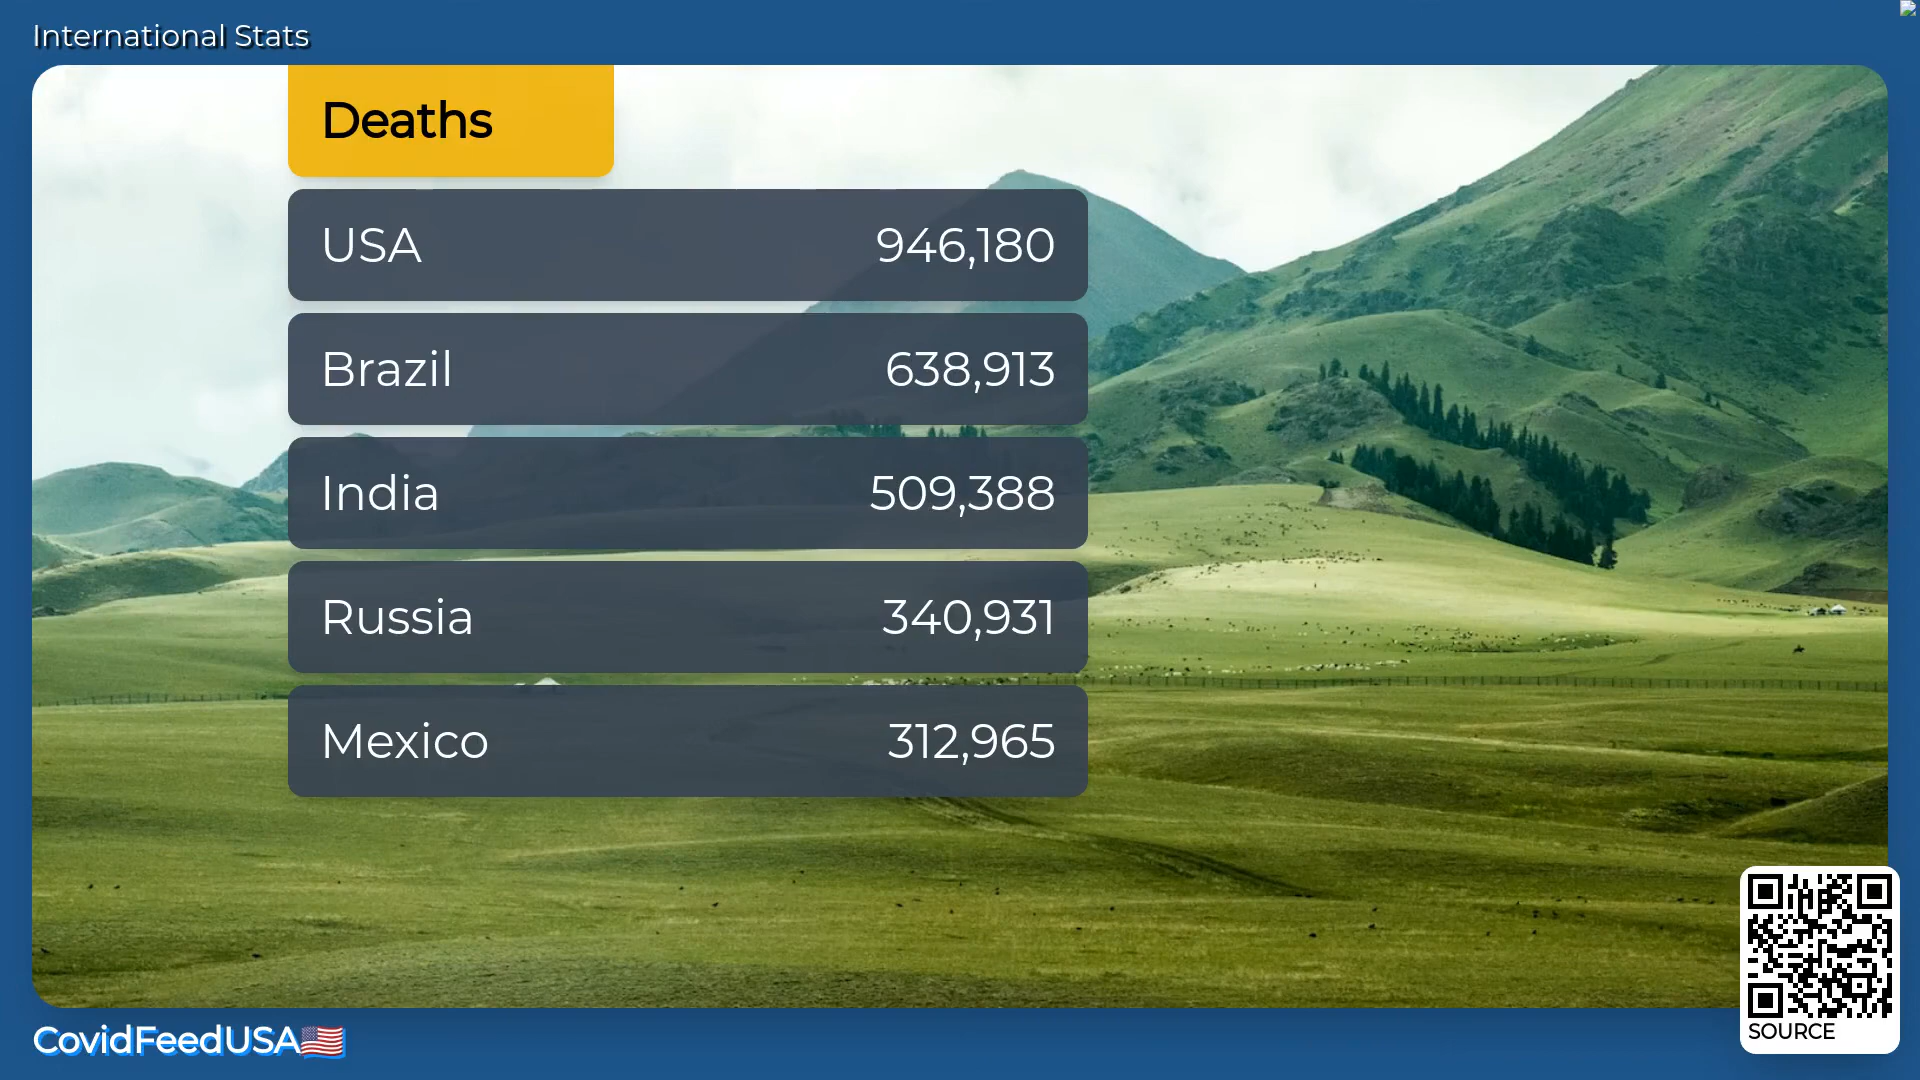 International Stats
Deaths
USA 946,180
Brazil 638,913
India 509,388
Russia 340,931
Mexico 312,965
CovidFeedUSA🇺🇸
SOURCE